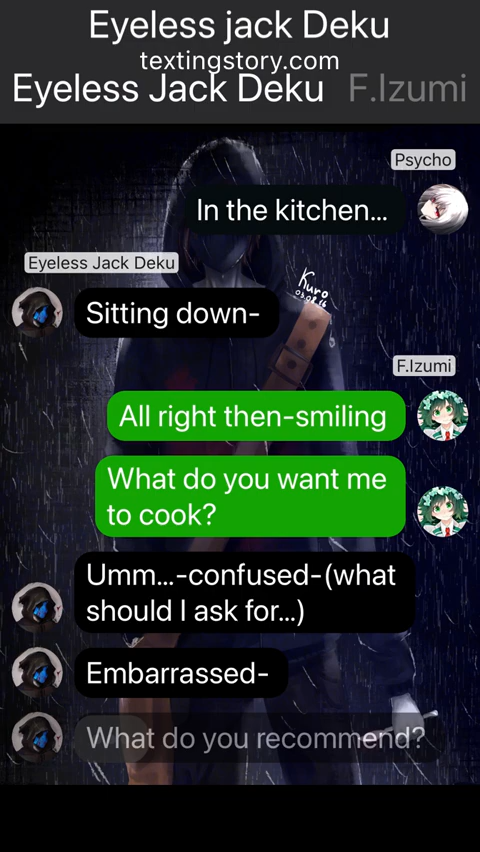 Eyeless jack Deku
textingstory.com
Eyeless Jack Deku F.Izumi
Psycho
In the kitchen...
Eyeless Jack Deku
Kuro
Sitting down-
F.Izumi
All right then-smiling
What do you want me
to cook?
Umm...-confused-(what
should I ask for...)
Embarrassed-
What do you recommend?